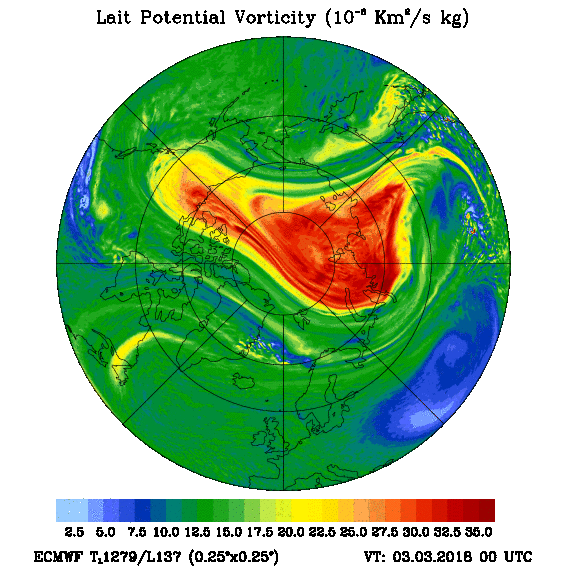 Lait Potential Vorticity (10⁻⁶ Km²/s kg)
2.5 5.0 7.5 10.0 12.5 15.0 17.5 20.0 22.5 25.0 27.5 30.0 32.5 35.0
ECMWF T_L1279/L137 (0.25°x0.25°) VT: 03.03.2018 00 UTC